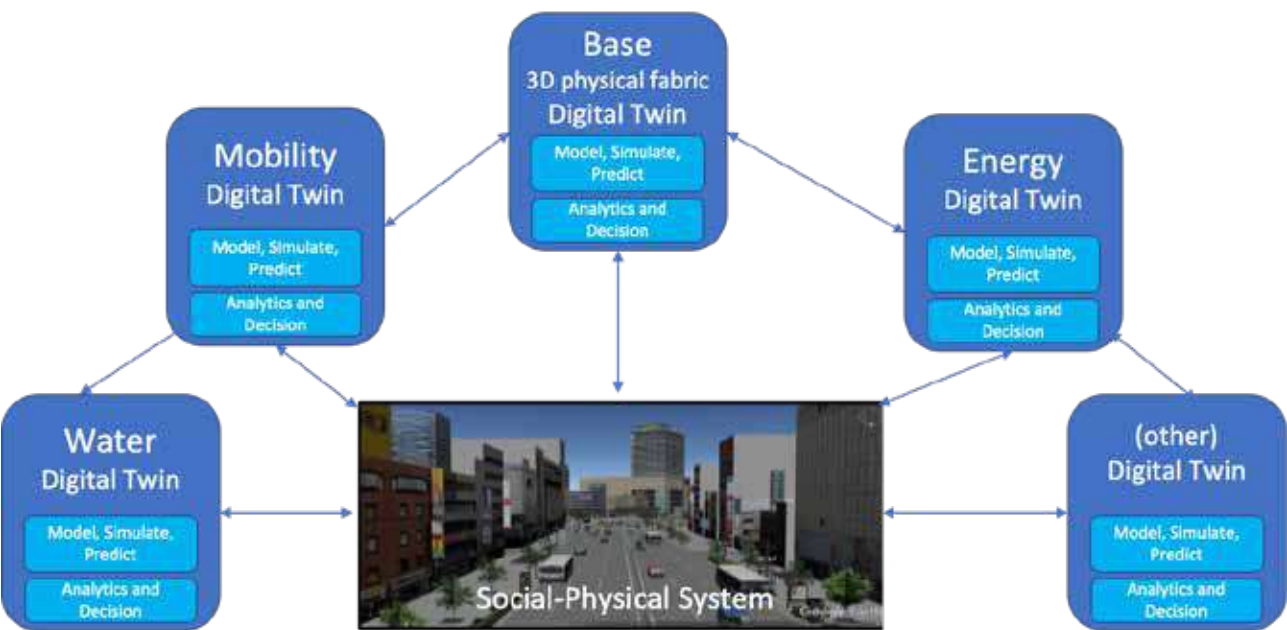 Base
3D physical fabric
Digital Twin
Model, Simulate,
Predict
Analytics and
Decision
Mobility
Digital Twin
Model, Simulate,
Predict
Analytics and
Decision
Energy
Digital Twin
Model, Simulate,
Predict
Analytics and
Decision
Water
Digital Twin
Model, Simulate,
Predict
Analytics and
Decision
Social-Physical System
Google Earth
(other)
Digital Twin
Model, Simulate,
Predict
Analytics and
Decision